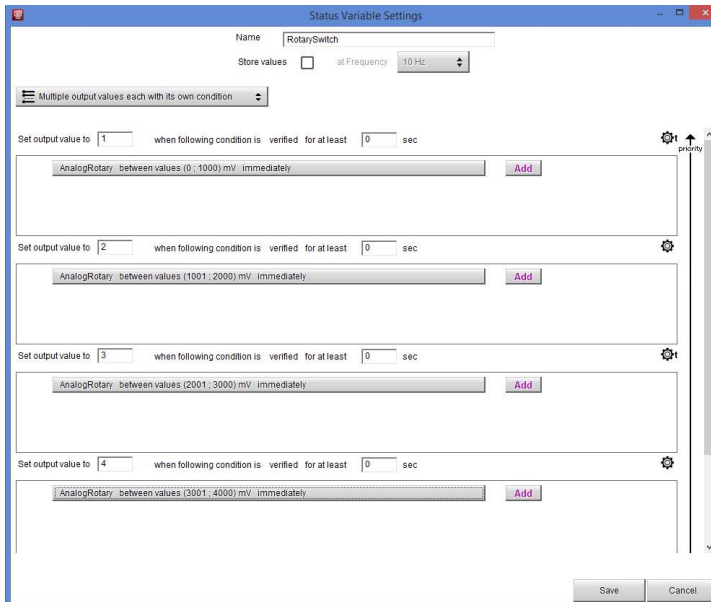 Status Variable Settings
Name RotarySwitch
Store values at Frequency 10 Hz
Multiple output values each with its own condition
Set output value to 1 when following condition is verified for at least 0 sec t
priority
AnalogRotary between values (0 ; 1000) mV immediately Add
Set output value to 2 when following condition is verified for at least 0 sec
AnalogRotary between values (1001 ; 2000) mV immediately Add
Set output value to 3 when following condition is verified for at least 0 sec t
AnalogRotary between values (2001 ; 3000) mV immediately Add
Set output value to 4 when following condition is verified for at least 0 sec
AnalogRotary between values (3001 ; 4000) mV immediately Add
Save Cancel